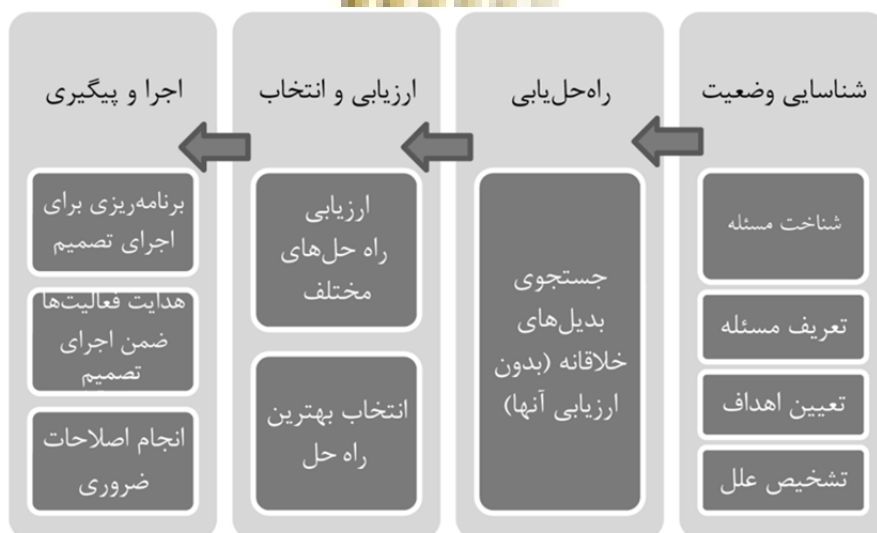 شناسایی وضعیت
شناخت مسئله
تعریف مسئله
تعیین اهداف
تشخیص علل
راه‌حل‌یابی
جستجوی
بدیل‌های
خلاقانه (بدون
ارزیابی آنها)
ارزیابی و انتخاب
ارزیابی
راه حل‌های
مختلف
انتخاب بهترین
راه حل
اجرا و پیگیری
برنامه‌ریزی برای
اجرای تصمیم
هدایت فعالیت‌ها
ضمن اجرای
تصمیم
انجام اصلاحات
ضروری